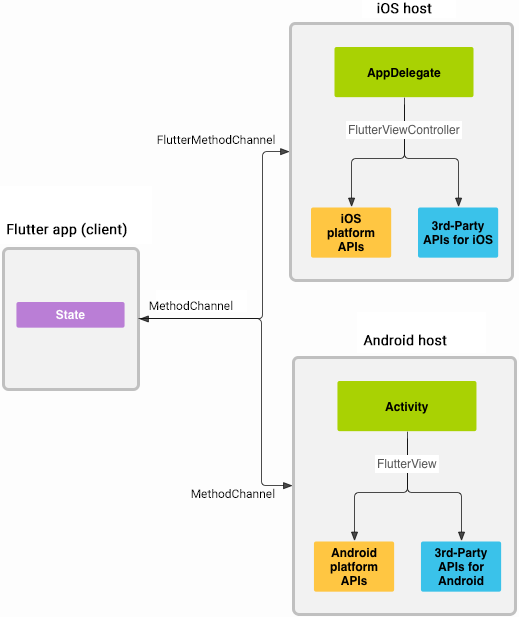 iOS host
AppDelegate
FlutterViewController
FlutterMethodChannel
iOS
platform
APIs
3rd-Party
APIs for iOS
Flutter app (client)
State
MethodChannel
Android host
Activity
FlutterView
MethodChannel
Android
platform
APIs
3rd-Party
APIs for
Android